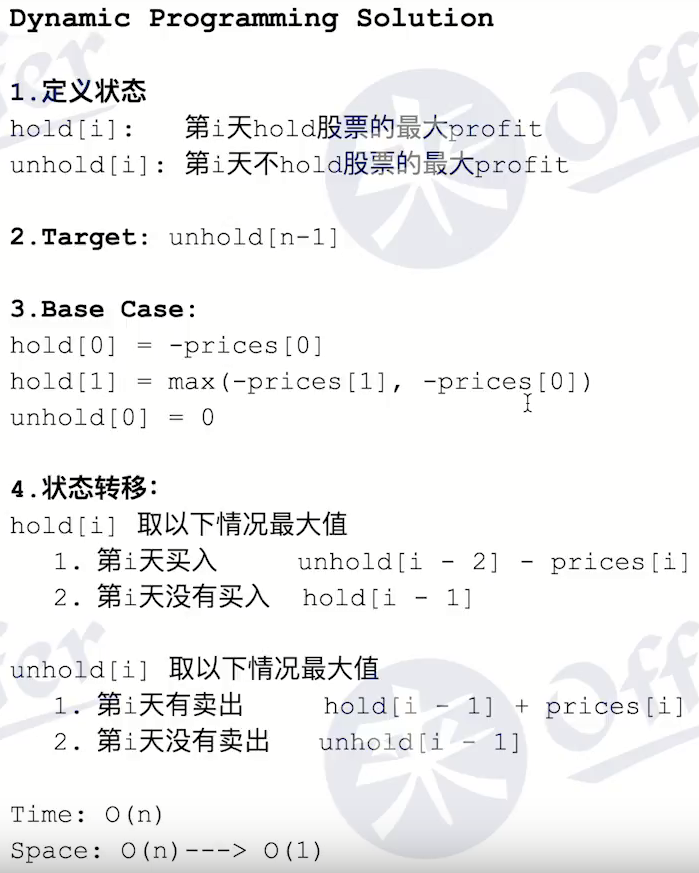 Dynamic Programming Solution
1.定义状态
hold[i]: 第i天hold股票的最大profit
unhold[i]: 第i天不hold股票的最大profit
2.Target: unhold[n-1]
3.Base Case:
hold[0] = -prices[0]
hold[1] = max(-prices[1], -prices[0])
unhold[0] = 0
4.状态转移:
hold[i] 取以下情况最大值
1. 第i天买入 unhold[i - 2] - prices[i]
2. 第i天没有买入 hold[i - 1]
unhold[i] 取以下情况最大值
1. 第i天有卖出 hold[i - 1] + prices[i]
2. 第i天没有卖出 unhold[i - 1]
Time: O(n)
Space: O(n)---> O(1)